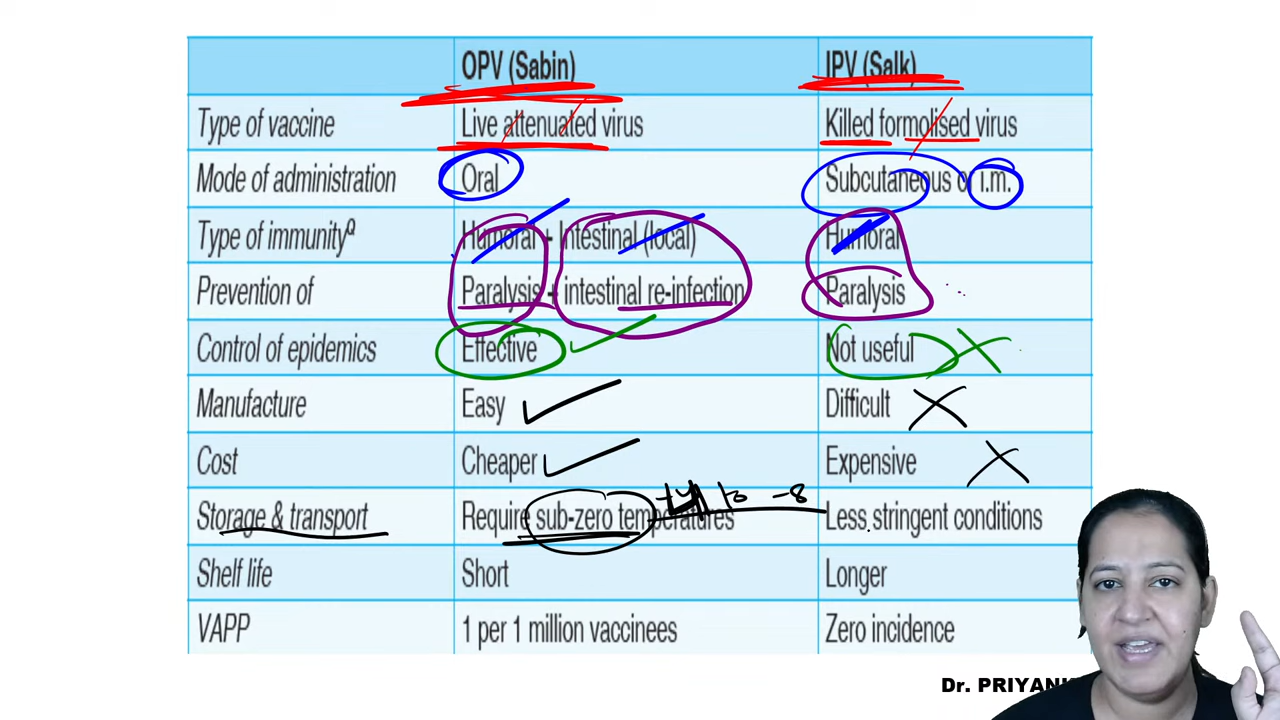 OPV (Sabin) IPV (Salk)
Type of vaccine Live attenuated virus Killed formolised virus
Mode of administration Oral Subcutaneous or i.m.
Type of immunityQ Humoral + Intestinal (local) Humoral
Prevention of Paralysis + intestinal re-infection Paralysis
Control of epidemics Effective Not useful
Manufacture Easy Difficult
Cost Cheaper Expensive
to -8
Storage & transport Require sub-zero temperatures Less stringent conditions
Shelf life Short Longer
VAPP 1 per 1 million vaccinees Zero incidence
Dr. PRIYAN